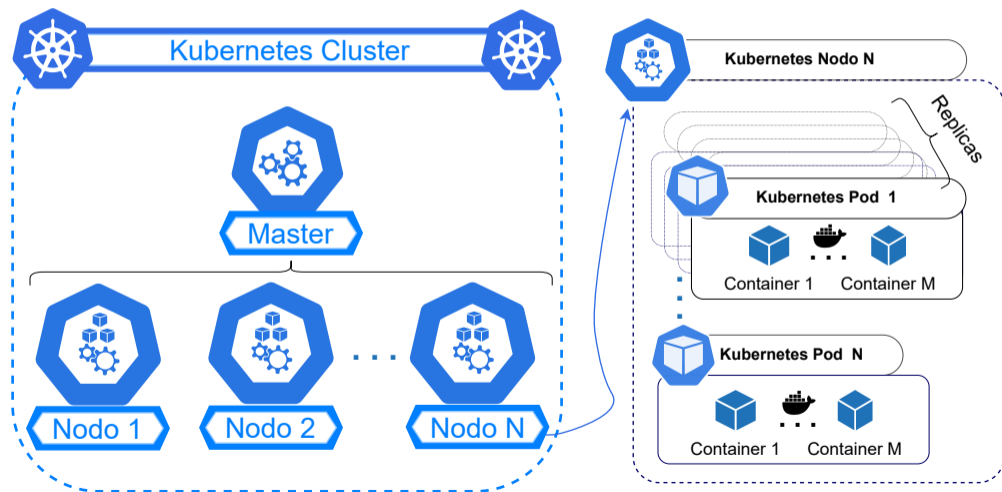 Kubernetes Cluster
Master
Nodo 1
Nodo 2
Nodo N
Kubernetes Nodo N
Replicas
Kubernetes Pod 1
Container 1
Container M
Kubernetes Pod N
Container 1
Container M